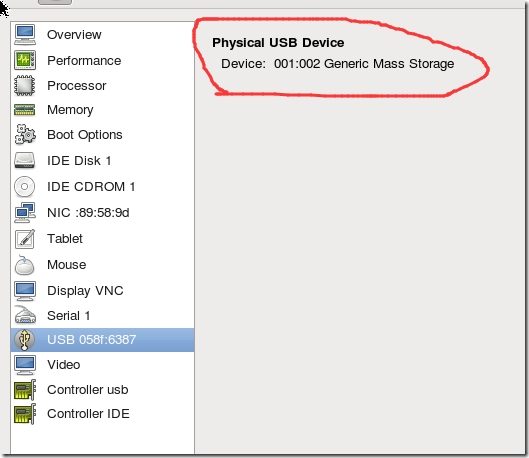 Overview
Performance
Processor
Memory
Boot Options
IDE Disk 1
IDE CDROM 1
NIC :89:58:9d
Tablet
Mouse
Display VNC
Serial 1
USB 058f:6387
Video
Controller usb
Controller IDE
Physical USB Device
Device: 001:002 Generic Mass Storage